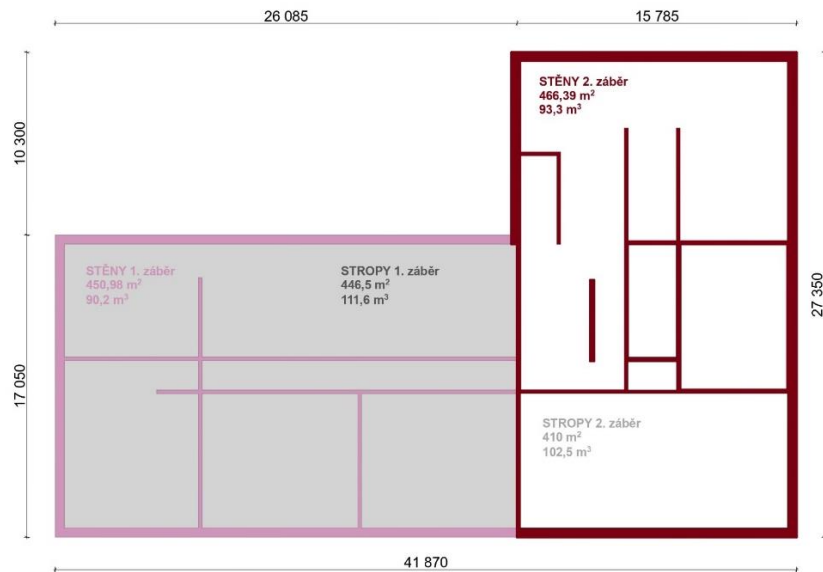 26 085
15 785
STĚNY 2. záběr
466,39 m²
93,3 m³
10 300
STĚNY 1. záběr
450,98 m²
90,2 m³
STROPY 1. záběr
446,5 m²
111,6 m³
27 350
17 050
STROPY 2. záběr
410 m²
102,5 m³
41 870